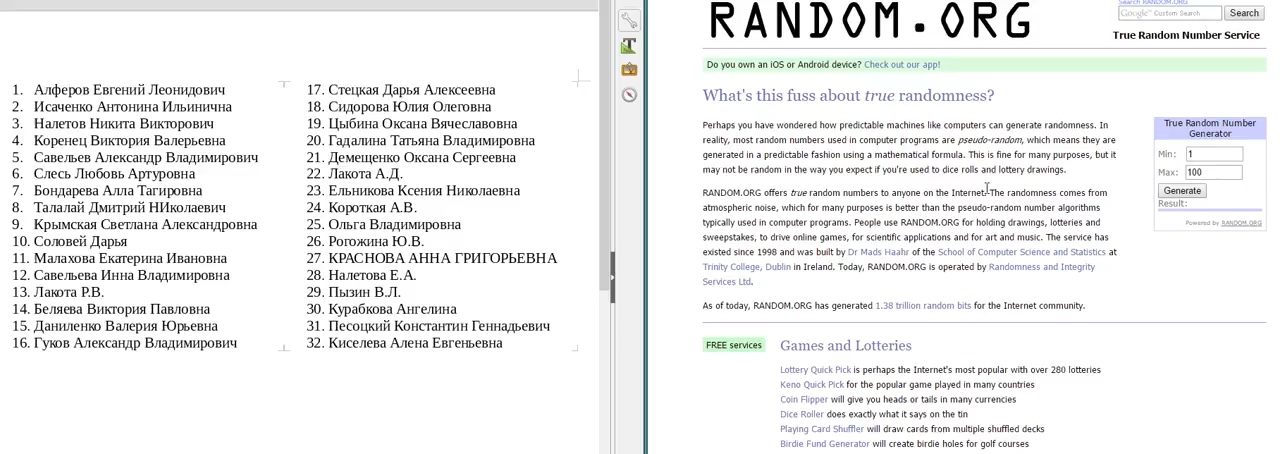 1. Алферов Евгений Леонидович
2. Исаченко Антонина Ильинична
3. Налетов Никита Викторович
4. Коренец Виктория Валерьевна
5. Савельев Александр Владимирович
6. Слесь Любовь Артуровна
7. Бондарева Алла Тагировна
8. Талалай Дмитрий НИколаевич
9. Крымская Светлана Александровна
10. Соловей Дарья
11. Малахова Екатерина Ивановна
12. Савельева Инна Владимировна
13. Лакота Р.В.
14. Беляева Виктория Павловна
15. Даниленко Валерия Юрьевна
16. Гуков Александр Владимирович
17. Стецкая Дарья Алексеевна
18. Сидорова Юлия Олеговна
19. Цыбина Оксана Вячеславовна
20. Гадалина Татьяна Владимировна
21. Демещенко Оксана Сергеевна
22. Лакота А.Д.
23. Ельникова Ксения Николаевна
24. Короткая А.В.
25. Ольга Владимировна
26. Рогожина Ю.В.
27. КРАСНОВА АННА ГРИГОРЬЕВНА
28. Налетова Е.А.
29. Пызин В.Л.
30. Курабкова Ангелина
31. Песоцкий Константин Геннадьевич
32. Киселева Алена Евгеньевна
RANDOM.ORG
Search RANDOM.ORG
Google Custom Search
Search
True Random Number Service
Do you own an iOS or Android device? Check out our app!
What's this fuss about true randomness?
Perhaps you have wondered how predictable machines like computers can generate randomness. In
reality, most random numbers used in computer programs are pseudo-random, which means they are
generated in a predictable fashion using a mathematical formula. This is fine for many purposes, but it
may not be random in the way you expect if you're used to dice rolls and lottery drawings.
RANDOM.ORG offers true random numbers to anyone on the Internet. The randomness comes from
atmospheric noise, which for many purposes is better than the pseudo-random number algorithms
typically used in computer programs. People use RANDOM.ORG for holding drawings, lotteries and
sweepstakes, to drive online games, for scientific applications and for art and music. The service has
existed since 1998 and was built by Dr Mads Haahr of the School of Computer Science and Statistics at
Trinity College, Dublin in Ireland. Today, RANDOM.ORG is operated by Randomness and Integrity
Services Ltd.
As of today, RANDOM.ORG has generated 1.38 trillion random bits for the Internet community.
True Random Number
Generator
Min: 1
Max: 100
Generate
Result:
Powered by RANDOM.ORG
FREE services
Games and Lotteries
Lottery Quick Pick is perhaps the Internet's most popular with over 280 lotteries
Keno Quick Pick for the popular game played in many countries
Coin Flipper will give you heads or tails in many currencies
Dice Roller does exactly what it says on the tin
Playing Card Shuffler will draw cards from multiple shuffled decks
Birdie Fund Generator will create birdie holes for golf courses